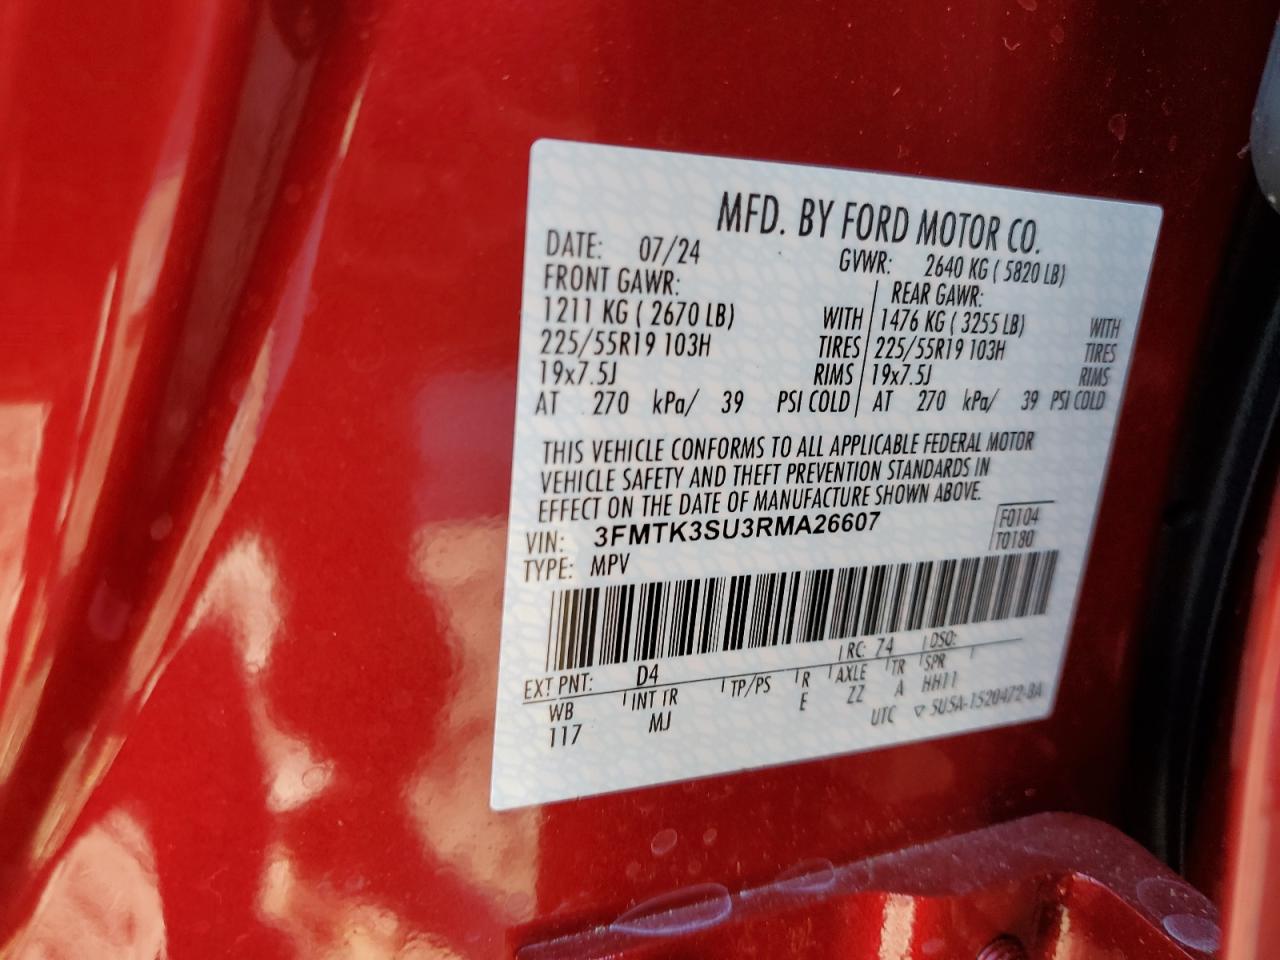 MFD. BY FORD MOTOR CO.
DATE: 07/24 GVWR: 2640 KG ( 5820 LB)
FRONT GAWR: REAR GAWR:
1211 KG ( 2670 LB) WITH 1476 KG ( 3255 LB) WITH
225/55R19 103H TIRES 225/55R19 103H TIRES
19x7.5J RIMS 19x7.5J RIMS
AT 270 kPa/ 39 PSI COLD AT 270 kPa/ 39 PSI COLD
THIS VEHICLE CONFORMS TO ALL APPLICABLE FEDERAL MOTOR
VEHICLE SAFETY AND THEFT PREVENTION STANDARDS IN
EFFECT ON THE DATE OF MANUFACTURE SHOWN ABOVE.
VIN: 3FMTK3SU3RMA26607 F0104
TYPE: MPV T0180
EXT PNT: D4 RC: 74 DSO:
WB INT TR TP/PS R AXLE TR SPR
117 MJ E ZZ A HH11
UTC ▽ 5U5A-1520472-BA